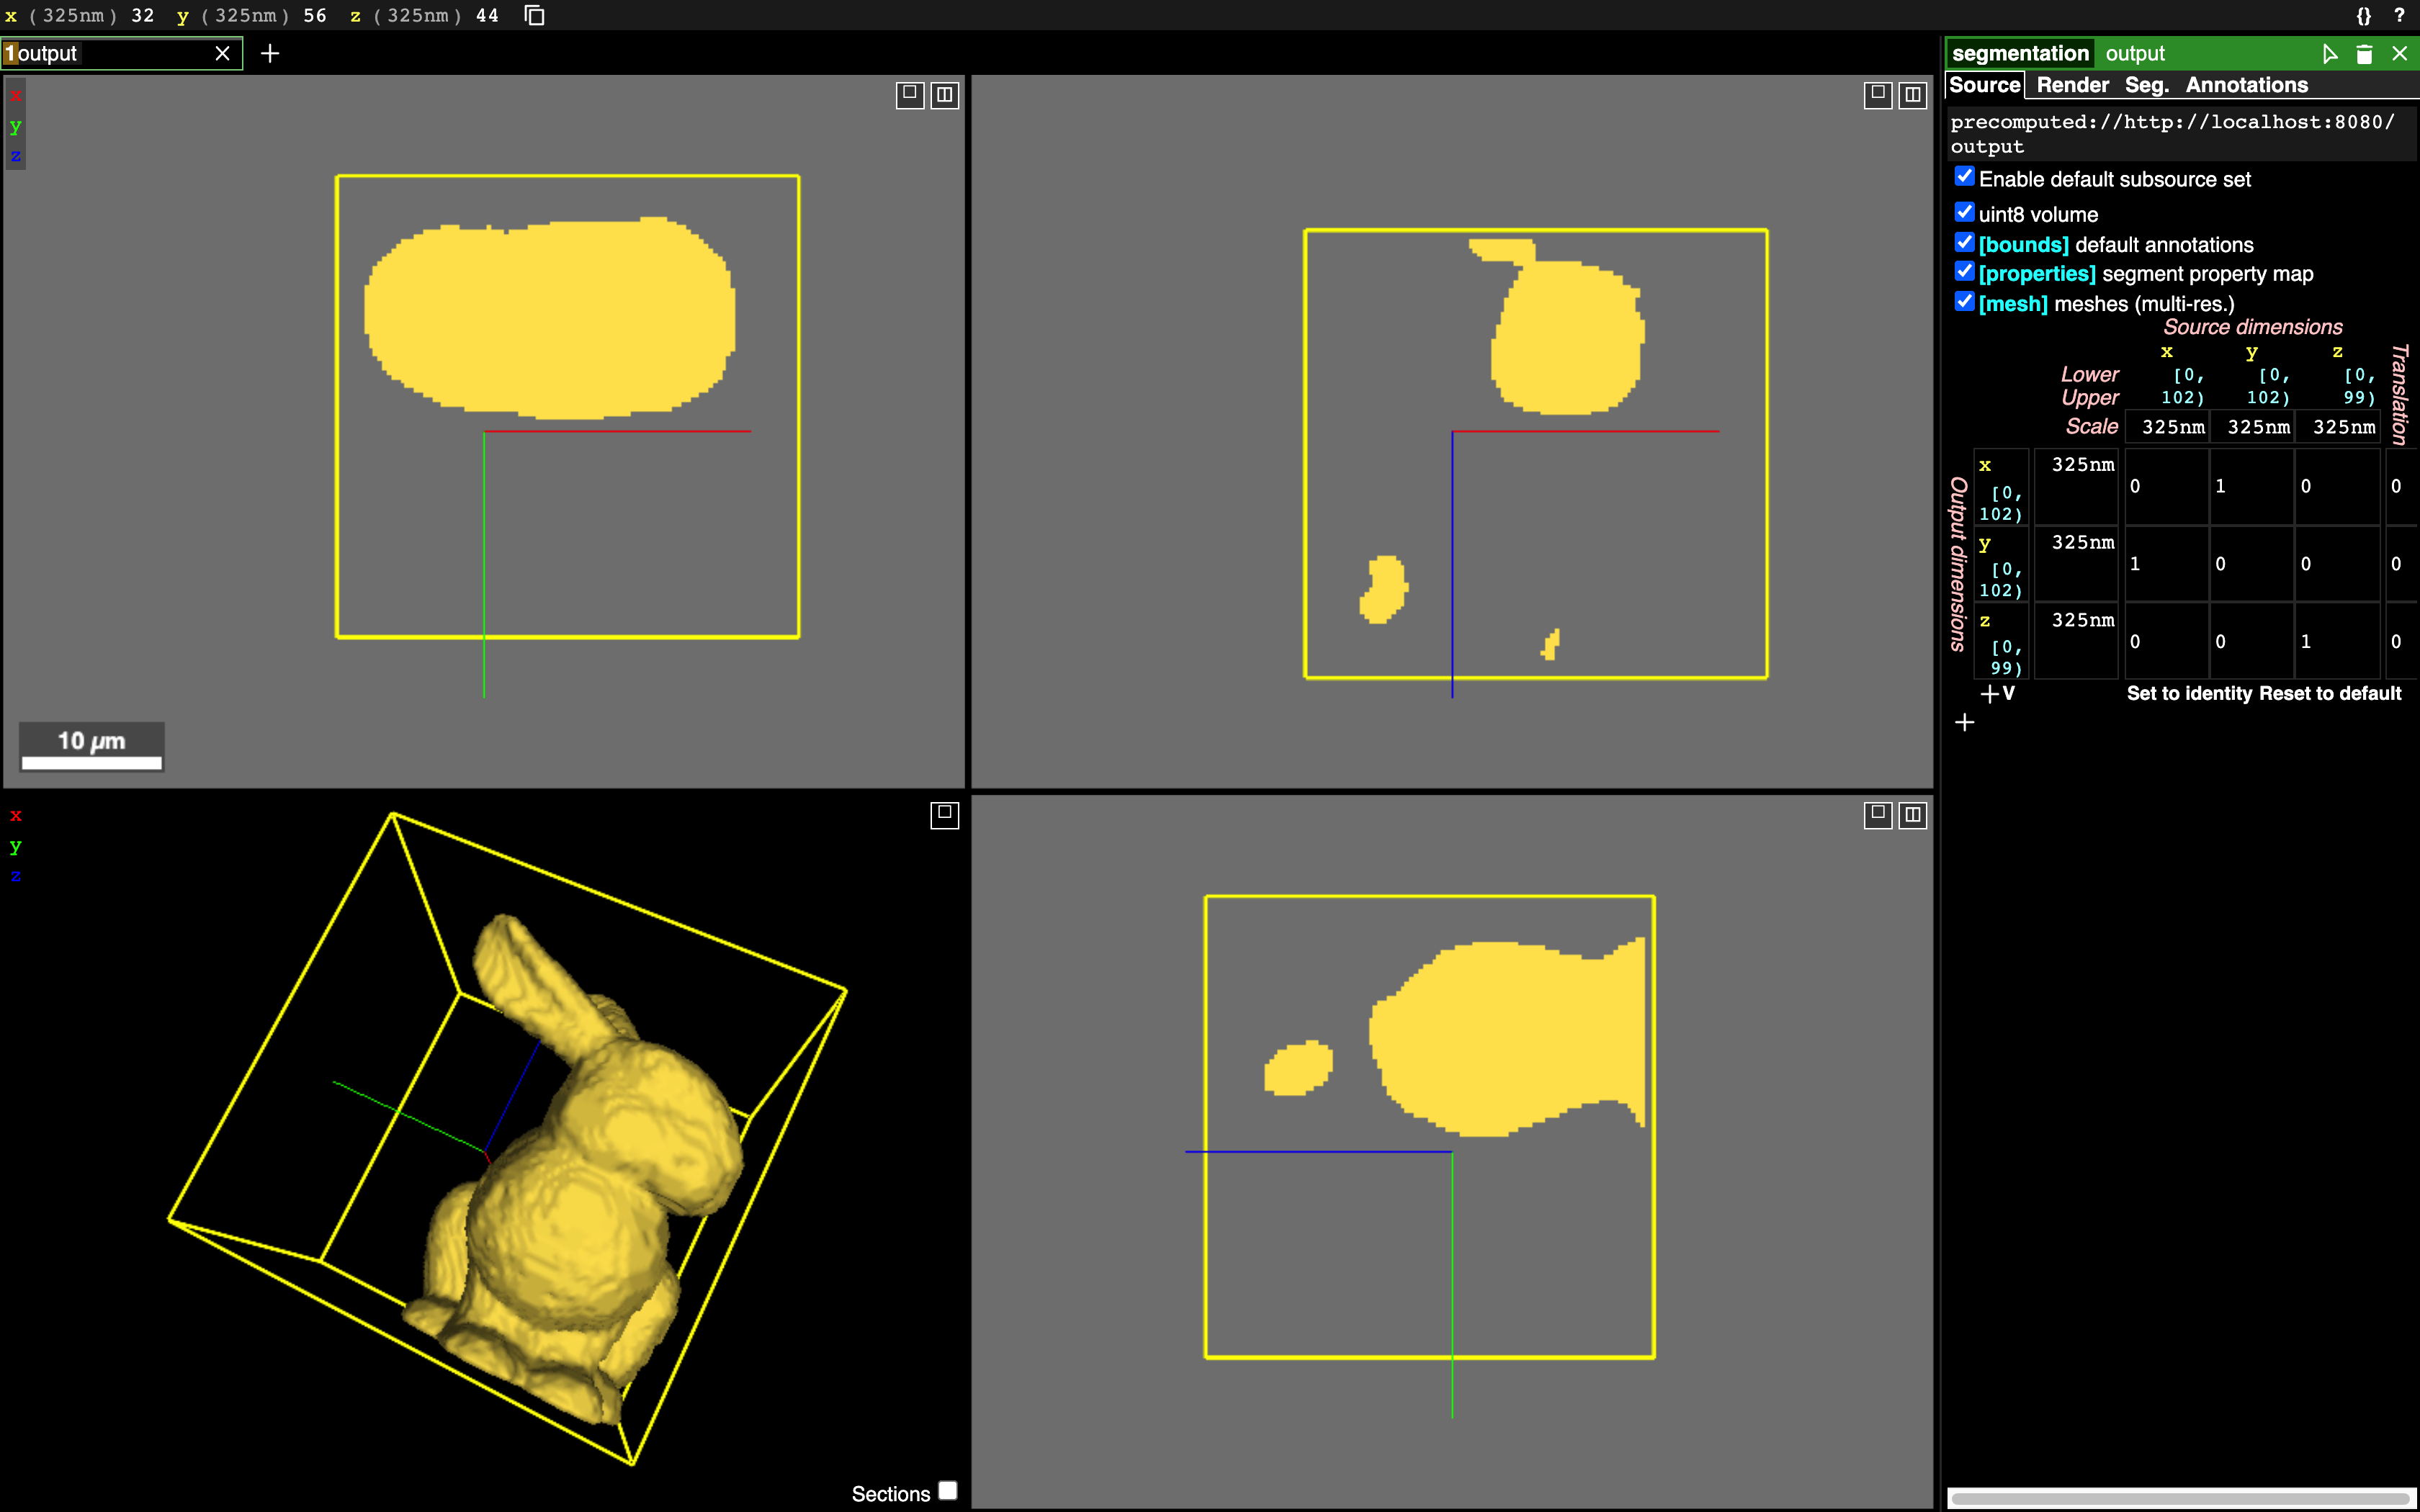 x (325nm) 32 y (325nm) 56 z (325nm) 44 {} ?
1 output
x
y
z
10 µm
x
y
z
Sections
segmentation output
Source Render Seg. Annotations
precomputed://http://localhost:8080/
output
Enable default subsource set
uint8 volume
[bounds] default annotations
[properties] segment property map
[mesh] meshes (multi-res.)
Source dimensions
x y z
Lower [0, [0, [0,
Upper 102) 102) 99)
Translation
Scale 325nm 325nm 325nm
Output dimensions
x 325nm
[0, 0 1 0 0
102)
y 325nm
[0, 1 0 0 0
102)
z 325nm
[0, 0 0 1 0
99)
+V Set to identity Reset to default
+